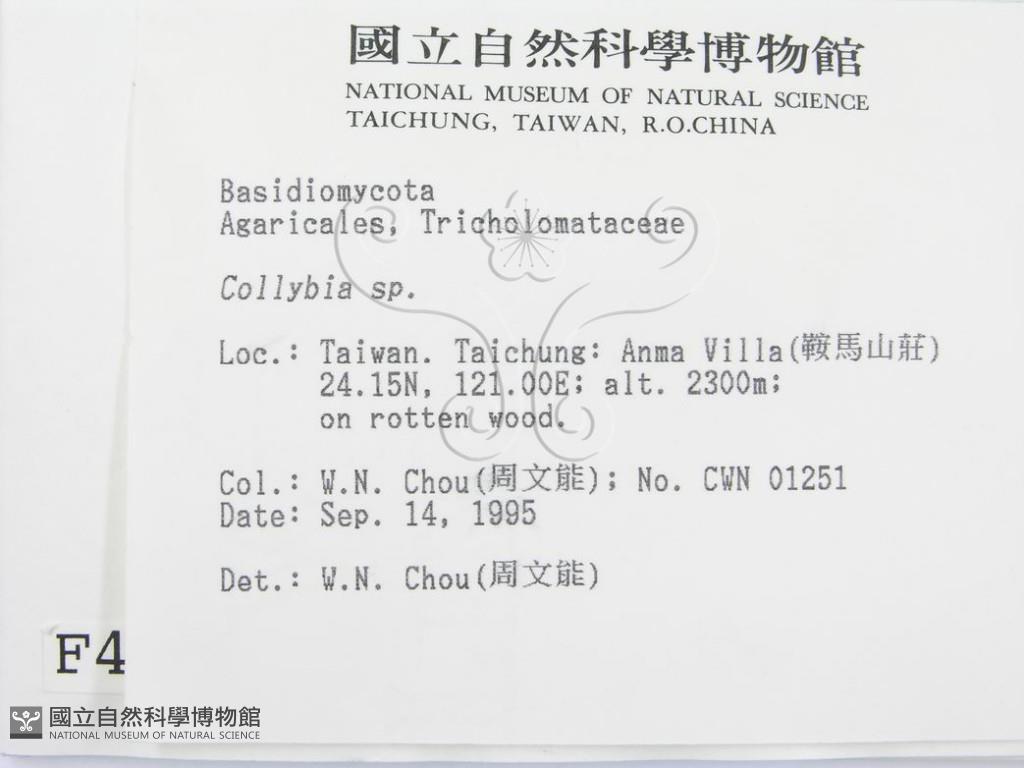 國立自然科學博物館
NATIONAL MUSEUM OF NATURAL SCIENCE
TAICHUNG, TAIWAN, R.O.CHINA
Basidiomycota
Agaricales, Tricholomataceae
Collybia sp.
Loc.: Taiwan. Taichung: Anma Villa(鞍馬山莊)
24.15N, 121.00E; alt. 2300m;
on rotten wood.
Col.: W.N. Chou(周文能); No. CWN 01251
Date: Sep. 14, 1995
Det.: W.N. Chou(周文能)
F4
國立自然科學博物館
NATIONAL MUSEUM OF NATURAL SCIENCE